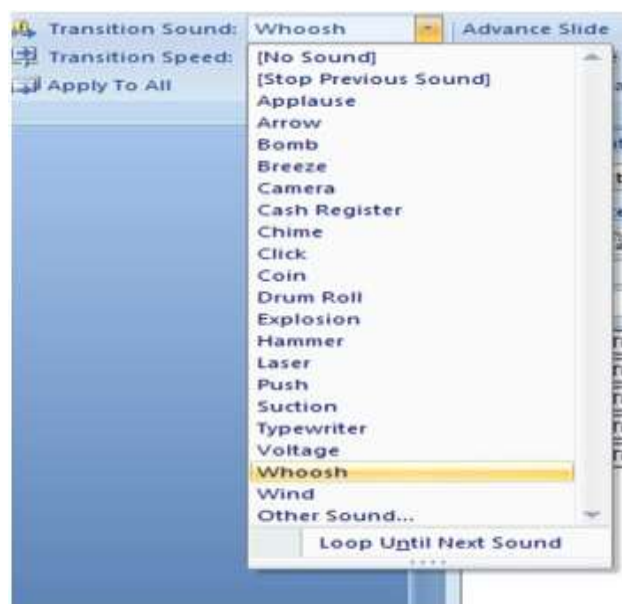 Transition Sound: Whoosh Advance Slide
Transition Speed:
Apply To All
[No Sound]
[Stop Previous Sound]
Applause
Arrow
Bomb
Breeze
Camera
Cash Register
Chime
Click
Coin
Drum Roll
Explosion
Hammer
Laser
Push
Suction
Typewriter
Voltage
Whoosh
Wind
Other Sound...
Loop Until Next Sound